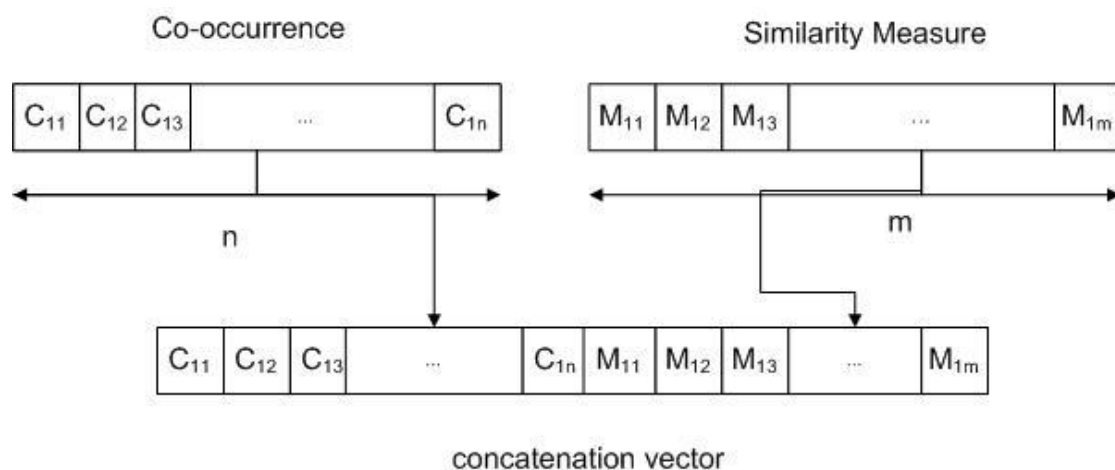 Co-occurrence Similarity Measure
C₁₁ C₁₂ C₁₃ ... C₁ₙ M₁₁ M₁₂ M₁₃ ... M₁ₘ
n m
C₁₁ C₁₂ C₁₃ ... C₁ₙ M₁₁ M₁₂ M₁₃ ... M₁ₘ
concatenation vector